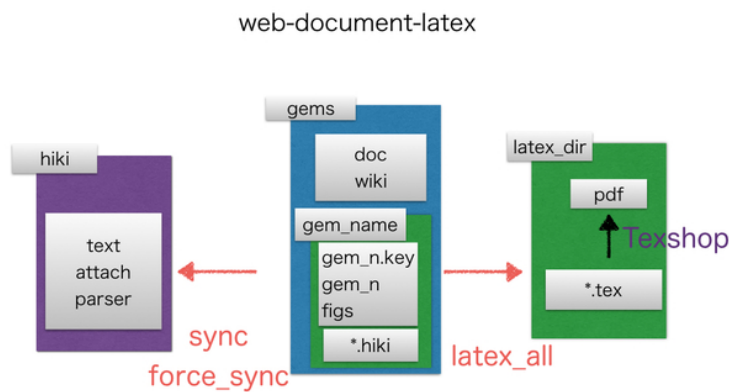 web-document-latex
hiki
text
attach
parser
gems
doc
wiki
gem_name
gem_n.key
gem_n
figs
*.hiki
latex_dir
pdf
Texshop
*.tex
sync
force_sync
latex_all